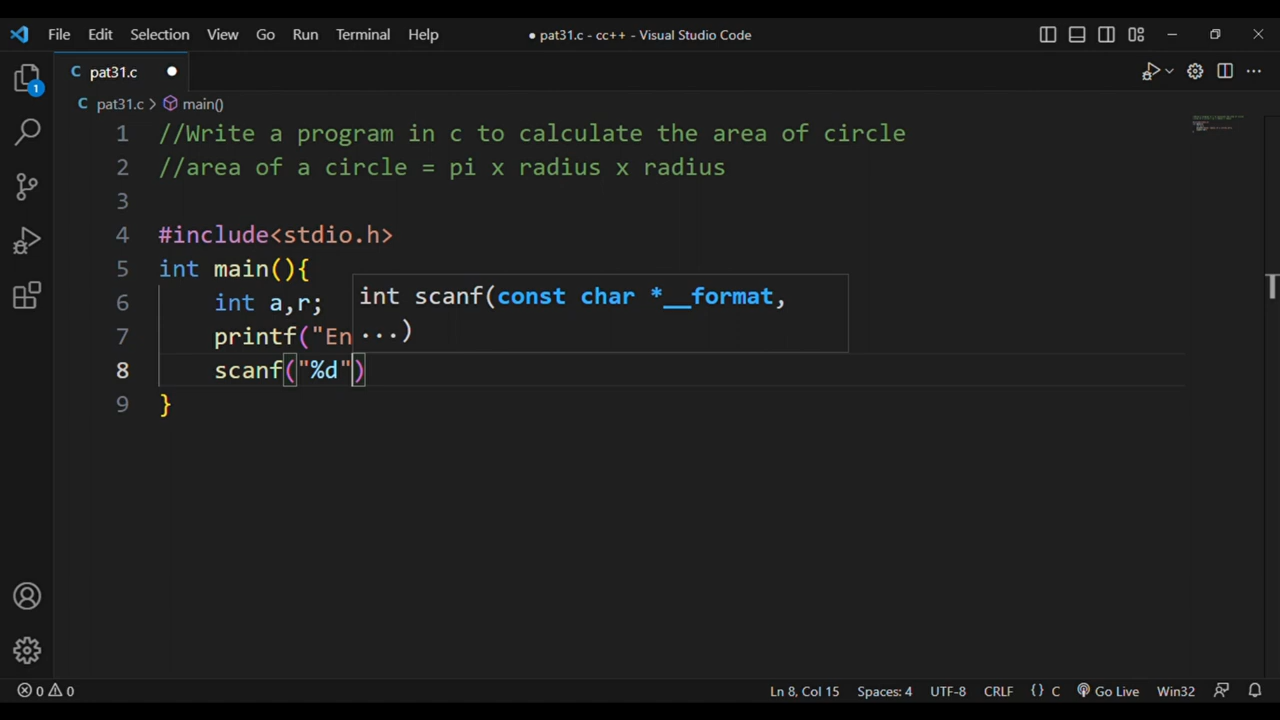 File Edit Selection View Go Run Terminal Help ● pat31.c - cc++ - Visual Studio Code
C pat31.c ●
1
C pat31.c > main()
1 //Write a program in c to calculate the area of circle
2 //area of a circle = pi x radius x radius
3
4 #include<stdio.h>
5 int main(){
6 int a,r;
int scanf(const char *__format,
...)
7 printf("En
8 scanf("%d")
9 }
0 0 Ln 8, Col 15 Spaces: 4 UTF-8 CRLF {} C Go Live Win32